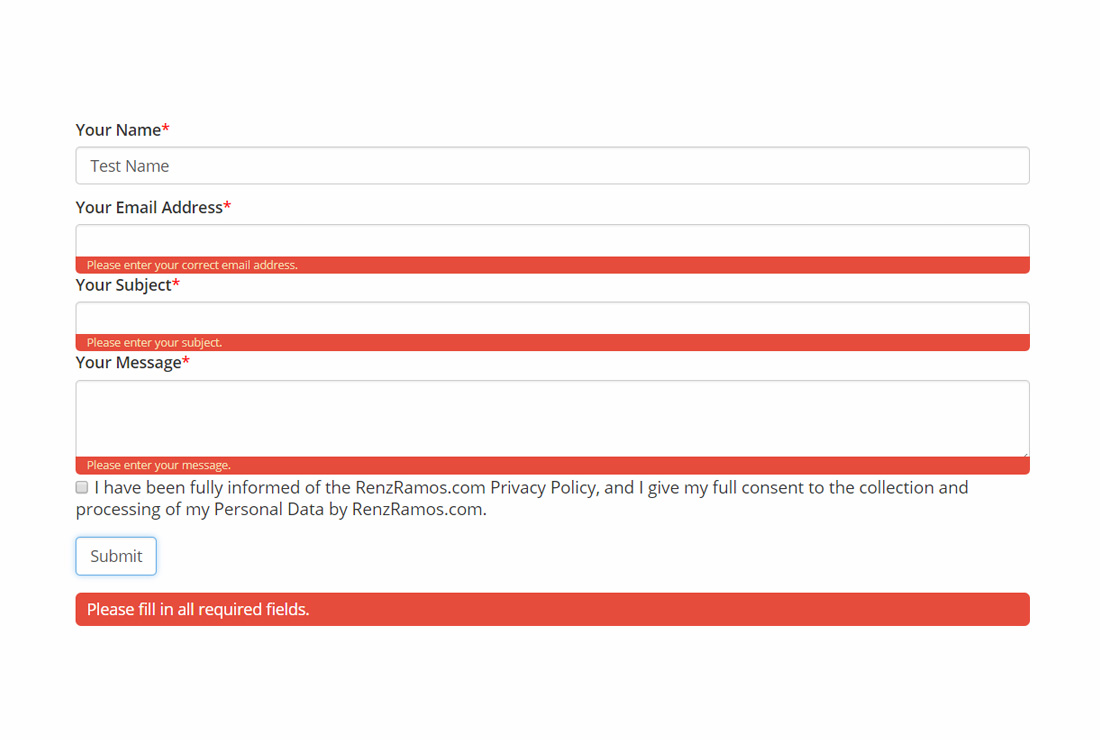 Your Name*
Test Name
Your Email Address*
Please enter your correct email address.
Your Subject*
Please enter your subject.
Your Message*
Please enter your message.
I have been fully informed of the RenzRamos.com Privacy Policy, and I give my full consent to the collection and
processing of my Personal Data by RenzRamos.com.
Submit
Please fill in all required fields.